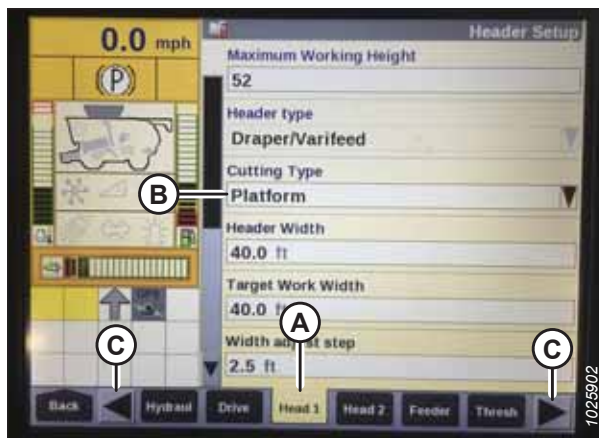 0.0 mph
(P)
Header Setup
Maximum Working Height
52
Header type
Draper/Varifeed
Cutting Type
B
Platform
Header Width
40.0 ft
Target Work Width
40.0 ft
A
Width adjust step
2.5 ft
C
C
Back
Hydraul
Drive
Head 1
Head 2
Feeder
Thresh
1025902